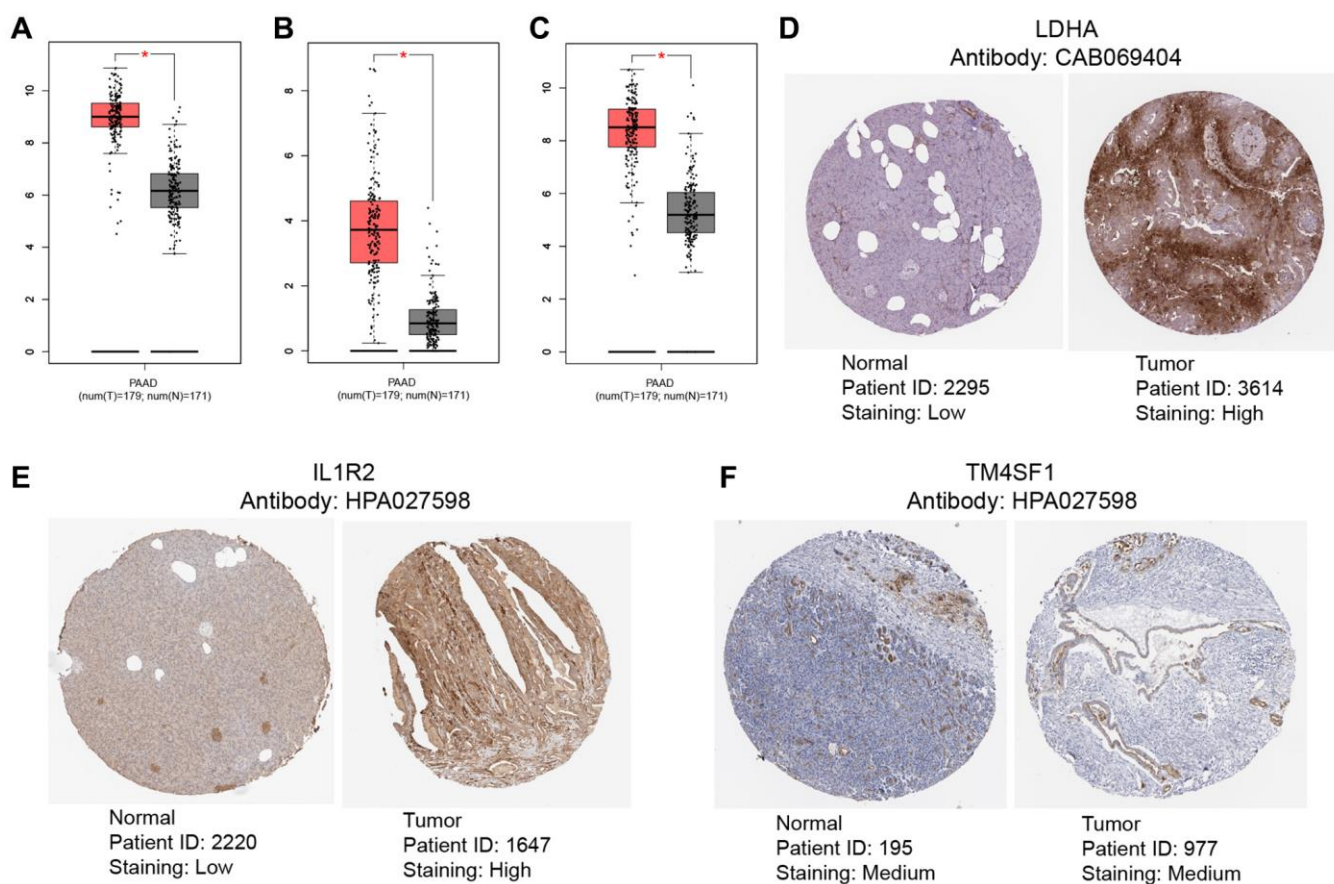 A
*
10
8
6
4
2
0
PAAD
(num(T)=179; num(N)=171)
B
*
8
6
4
2
0
PAAD
(num(T)=179; num(N)=171)
C
*
10
8
6
4
2
0
PAAD
(num(T)=179; num(N)=171)
D
LDHA
Antibody: CAB069404
Normal
Patient ID: 2295
Staining: Low
Tumor
Patient ID: 3614
Staining: High
E
IL1R2
Antibody: HPA027598
Normal
Patient ID: 2220
Staining: Low
Tumor
Patient ID: 1647
Staining: High
F
TM4SF1
Antibody: HPA027598
Normal
Patient ID: 195
Staining: Medium
Tumor
Patient ID: 977
Staining: Medium